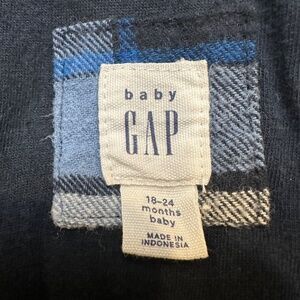 baby
GAP
18-24
months
baby
MADE IN
INDONESIA